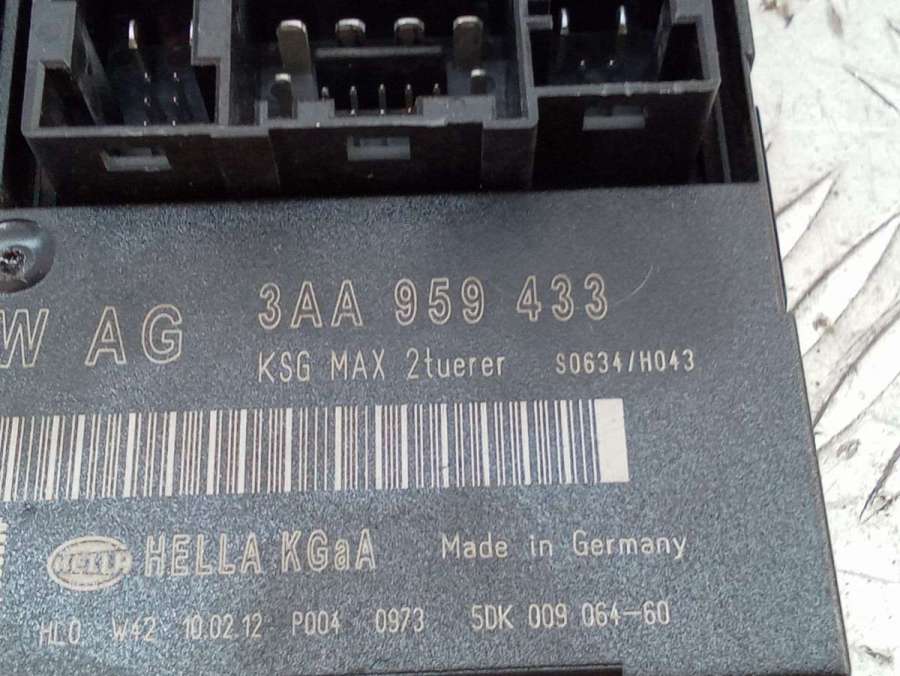 W AG 3AA 959 433
KSG MAX 2tuerer S0634/H043
HELLA HELLA KGaA Made in Germany
HLO W42 10.02.12 P004 0973 5DK 009 064-60